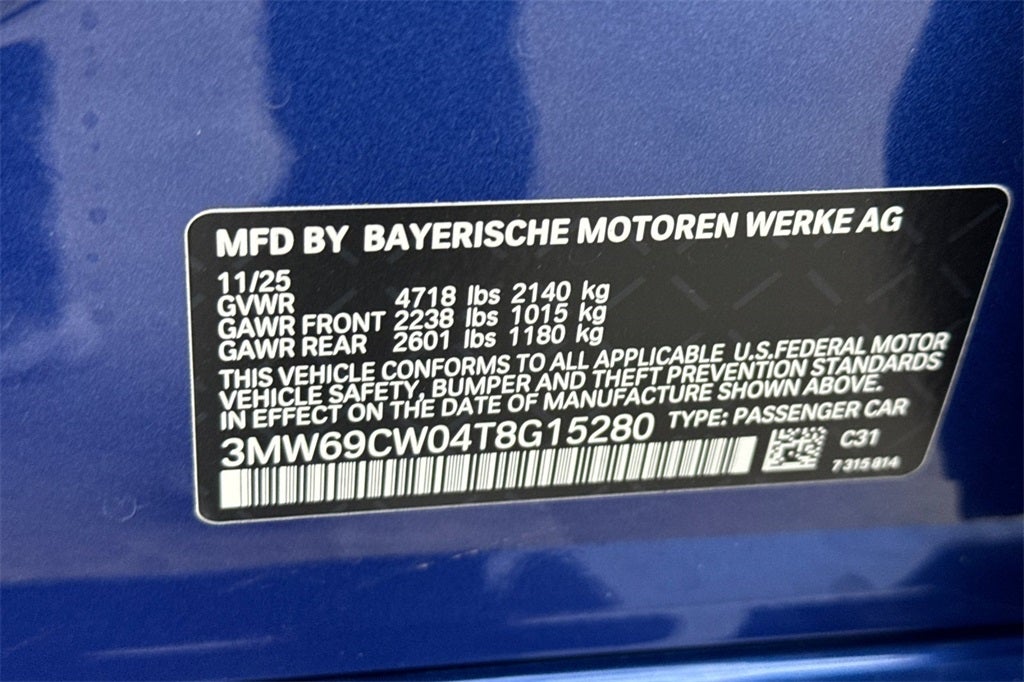 MFD BY BAYERISCHE MOTOREN WERKE AG
11/25
GVWR 4718 lbs 2140 kg
GAWR FRONT 2238 lbs 1015 kg
GAWR REAR 2601 lbs 1180 kg
THIS VEHICLE CONFORMS TO ALL APPLICABLE U.S.FEDERAL MOTOR
VEHICLE SAFETY, BUMPER AND THEFT PREVENTION STANDARDS
IN EFFECT ON THE DATE OF MANUFACTURE SHOWN ABOVE.
3MW69CW04T8G15280 TYPE: PASSENGER CAR
C31
7 315 814